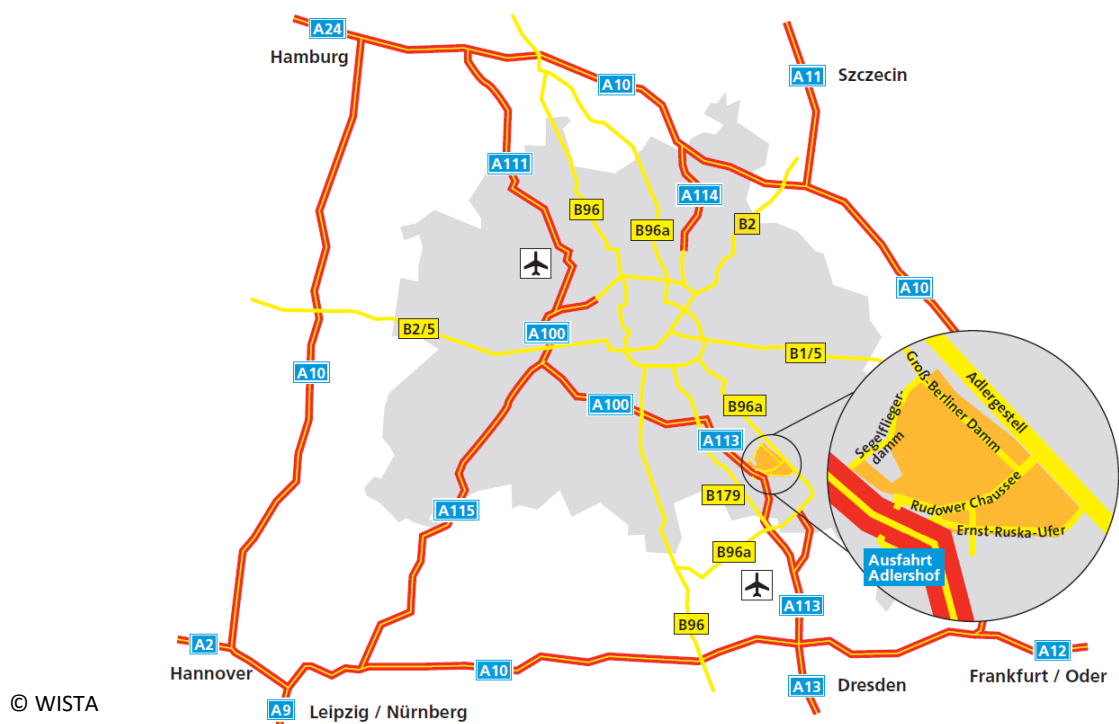 A24
Hamburg
A11
Szczecin
A10
A111
A114
B96
B96a
B2
A10
B2/5
A100
B1/5
A10
A100
B96a
A113
B179
A115
B96a
A113
B96
Groß-Berliner Damm
Adlergestell
Segelflieger-
damm
Rudower Chaussee
Ernst-Ruska-Ufer
Ausfahrt
Adlershof
A2
Hannover
A10
A12
Frankfurt / Oder
A13
Dresden
A9
Leipzig / Nürnberg
© WISTA